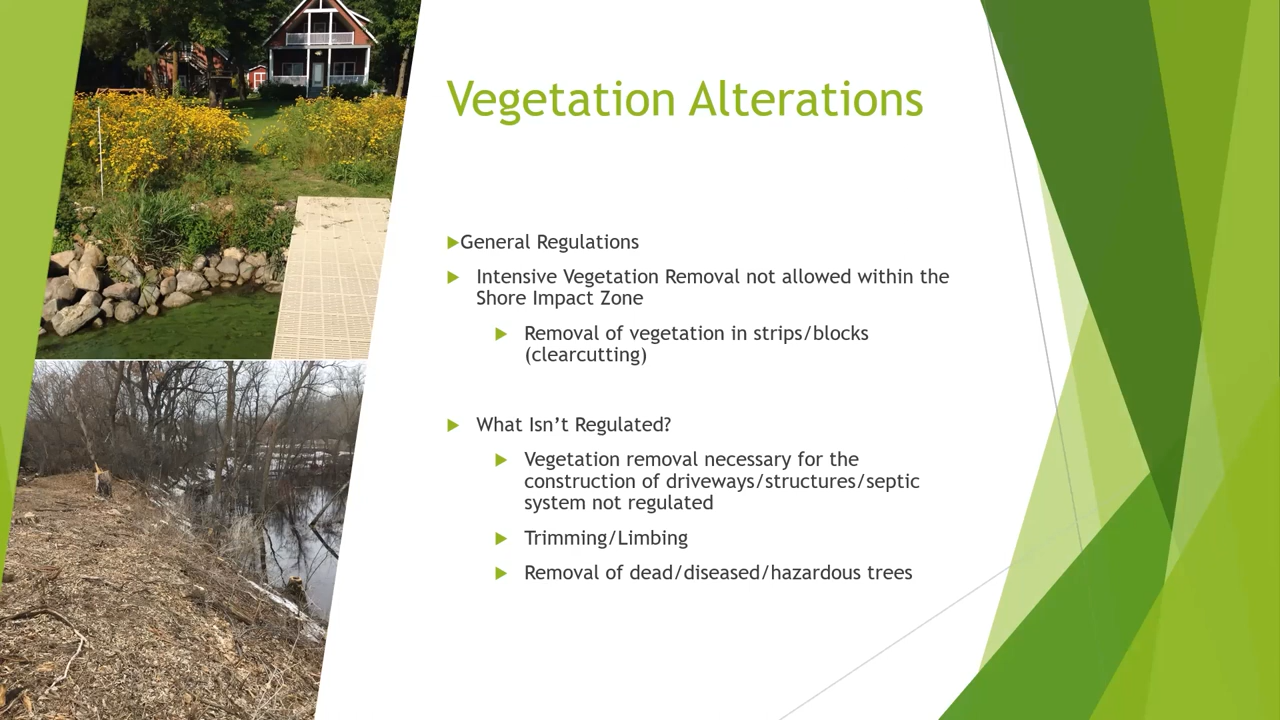 Vegetation Alterations
General Regulations
Intensive Vegetation Removal not allowed within the
Shore Impact Zone
Removal of vegetation in strips/blocks
(clearcutting)
What Isn’t Regulated?
Vegetation removal necessary for the
construction of driveways/structures/septic
system not regulated
Trimming/Limbing
Removal of dead/diseased/hazardous trees